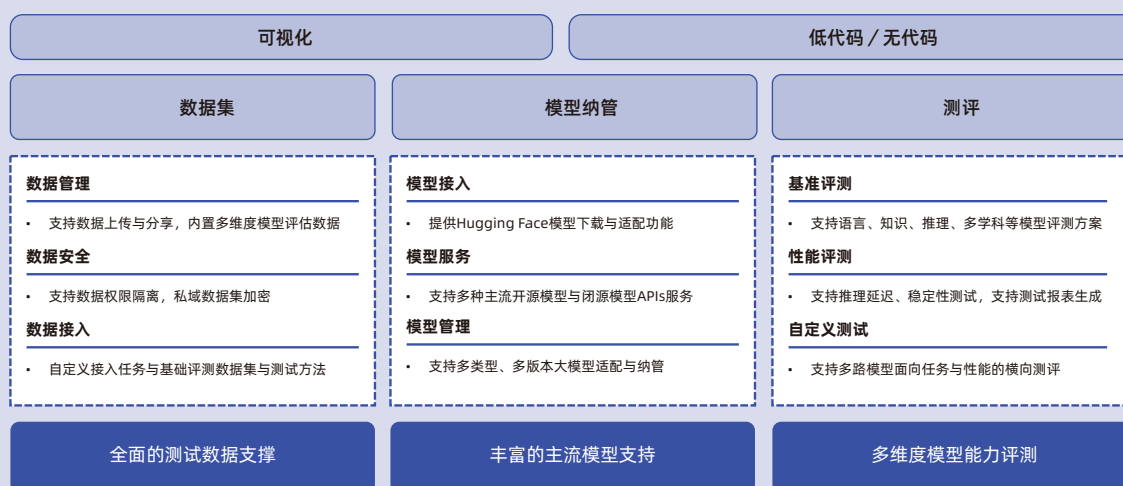 可视化
低代码 / 无代码
数据集
模型纳管
测评
数据管理
• 支持数据上传与分享，内置多维度模型评估数据
数据安全
• 支持数据权限隔离，私域数据集加密
数据接入
• 自定义接入任务与基础评测数据集与测试方法
模型接入
• 提供Hugging Face模型下载与适配功能
模型服务
• 支持多种主流开源模型与闭源模型APIs服务
模型管理
• 支持多类型、多版本大模型适配与纳管
基准评测
• 支持语言、知识、推理、多学科等模型评测方案
性能评测
• 支持推理延迟、稳定性测试，支持测试报表生成
自定义测试
• 支持多路模型面向任务与性能的横向测评
全面的测试数据支撑
丰富的主流模型支持
多维度模型能力评测